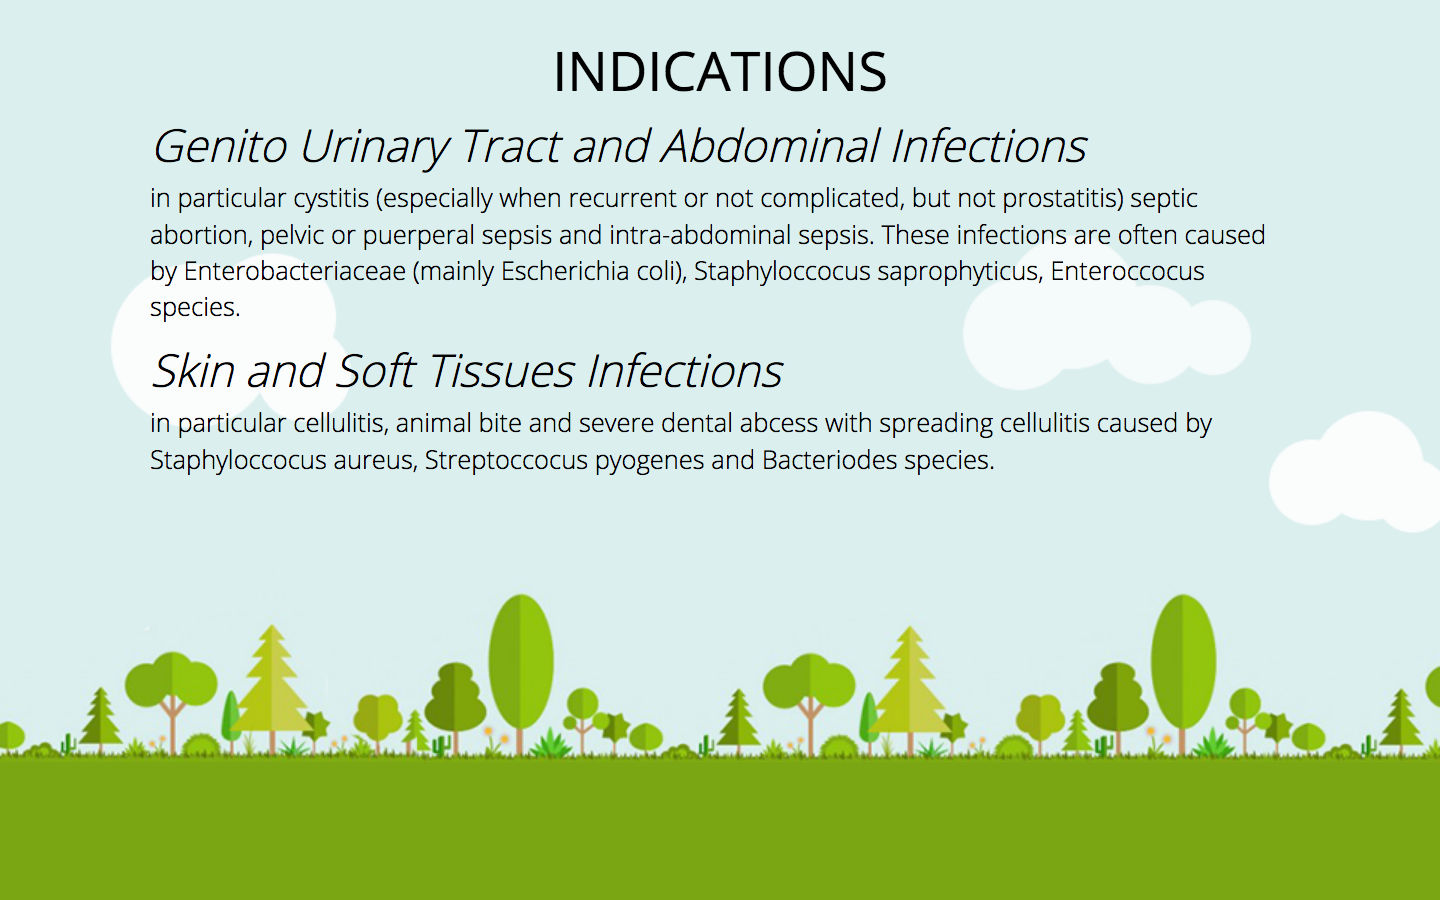 INDICATIONS
Genito Urinary Tract and Abdominal Infections
in particular cystitis (especially when recurrent or not complicated, but not prostatitis) septic
abortion, pelvic or puerperal sepsis and intra-abdominal sepsis. These infections are often caused
by Enterobacteriaceae (mainly Escherichia coli), Staphyloccocus saprophyticus, Enteroccocus
species.
Skin and Soft Tissues Infections
in particular cellulitis, animal bite and severe dental abcess with spreading cellulitis caused by
Staphyloccocus aureus, Streptoccocus pyogenes and Bacteriodes species.